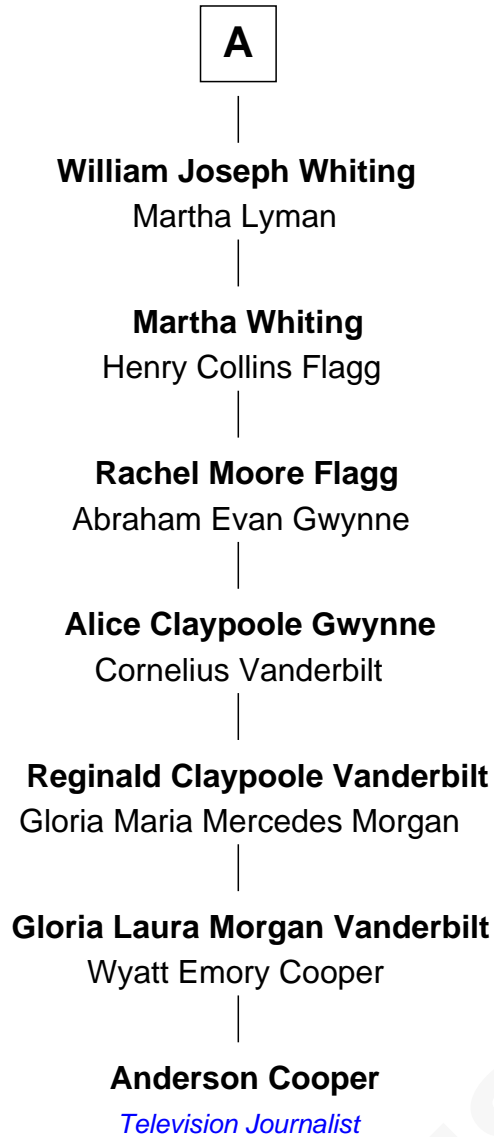 A
William Joseph Whiting
Martha Lyman
Martha Whiting
Henry Collins Flagg
Rachel Moore Flagg
Abraham Evan Gwynne
Alice Claypoole Gwynne
Cornelius Vanderbilt
Reginald Claypoole Vanderbilt
Gloria Maria Mercedes Morgan
Gloria Laura Morgan Vanderbilt
Wyatt Emory Cooper
Anderson Cooper
Television Journalist